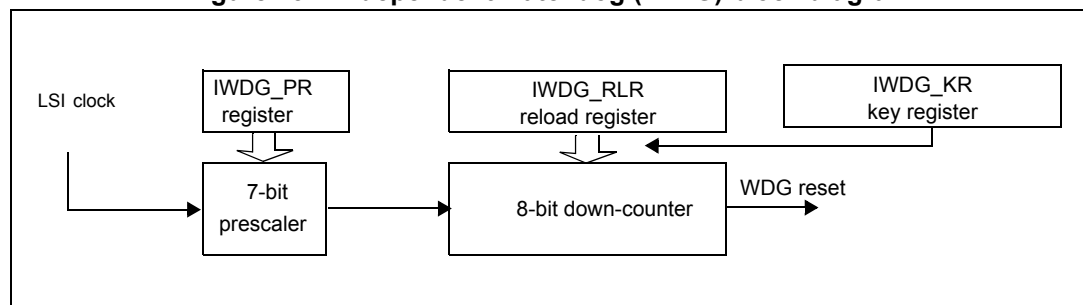 LSI clock
IWDG_PR
register
IWDG_RLR
reload register
IWDG_KR
key register
7-bit
prescaler
8-bit down-counter
WDG reset